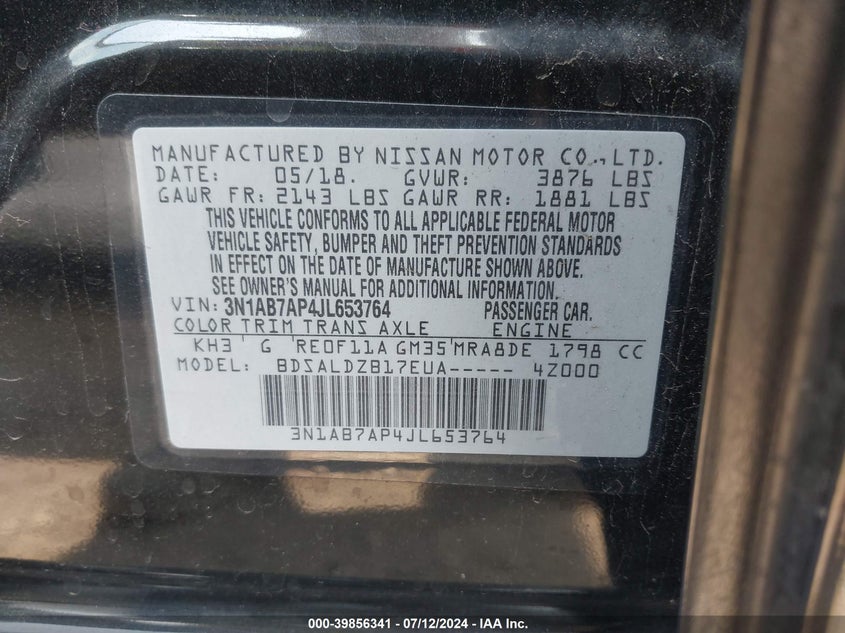 MANUFACTURED BY NISSAN MOTOR CO., LTD.
DATE: 05/18. GVWR: 3876 LBS
GAWR FR: 2143 LBS GAWR RR: 1881 LBS
THIS VEHICLE CONFORMS TO ALL APPLICABLE FEDERAL MOTOR
VEHICLE SAFETY, BUMPER AND THEFT PREVENTION STANDARDS
IN EFFECT ON THE DATE OF MANUFACTURE SHOWN ABOVE.
SEE OWNER'S MANUAL FOR ADDITIONAL INFORMATION.
VIN: 3N1AB7AP4JL653764 PASSENGER CAR.
COLOR TRIM TRANS AXLE ENGINE
KH3 G RE0F11A GM35 MRA8DE 1798 CC
MODEL: BDSALDZB17EUA----- 4Z000
3N1AB7AP4JL653764
000-39856341 - 07/12/2024 - IAA Inc.